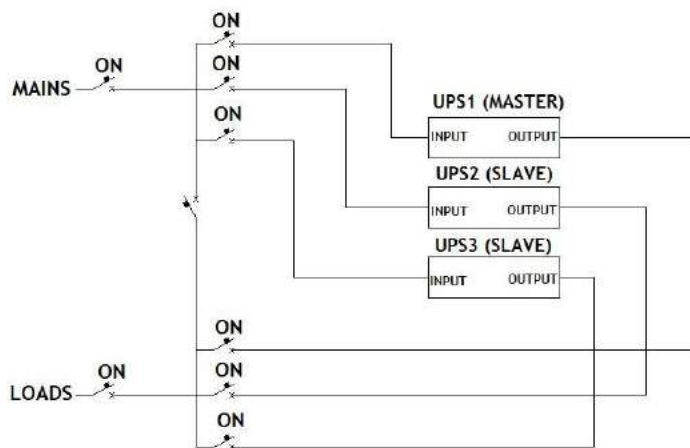 ON
ON
ON
MAINS
ON
UPS1 (MASTER)
INPUT OUTPUT
UPS2 (SLAVE)
INPUT OUTPUT
UPS3 (SLAVE)
INPUT OUTPUT
ON
ON
ON
LOADS
ON